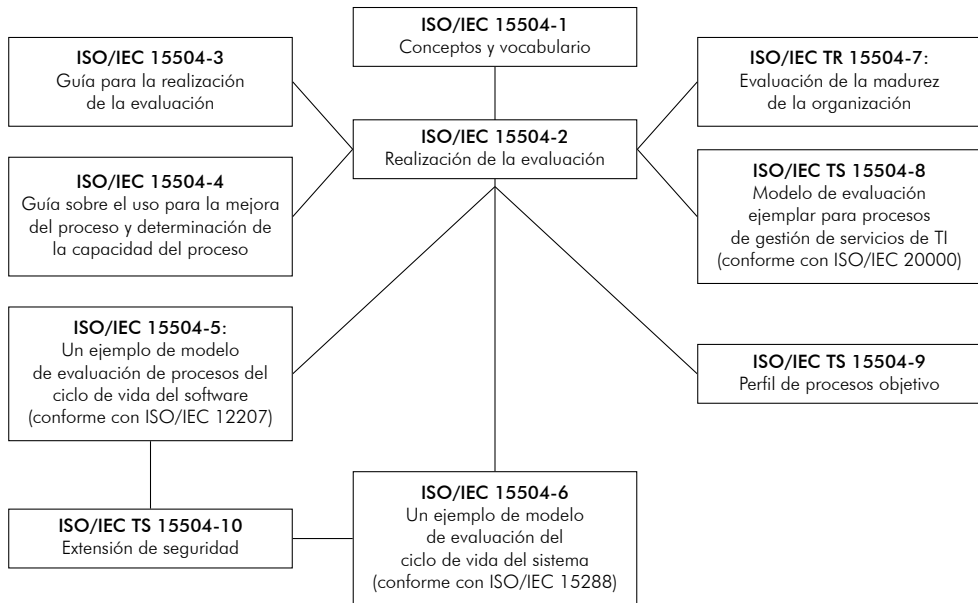 ISO/IEC 15504-1
Conceptos y vocabulario
ISO/IEC 15504-3
Guía para la realización
de la evaluación
ISO/IEC TR 15504-7:
Evaluación de la madurez
de la organización
ISO/IEC 15504-2
Realización de la evaluación
ISO/IEC 15504-4
Guía sobre el uso para la mejora
del proceso y determinación de
la capacidad del proceso
ISO/IEC TS 15504-8
Modelo de evaluación
ejemplar para procesos
de gestión de servicios de TI
(conforme con ISO/IEC 20000)
ISO/IEC 15504-5:
Un ejemplo de modelo
de evaluación de procesos del
ciclo de vida del software
(conforme con ISO/IEC 12207)
ISO/IEC TS 15504-9
Perfil de procesos objetivo
ISO/IEC TS 15504-10
Extensión de seguridad
ISO/IEC 15504-6
Un ejemplo de modelo
de evaluación del
ciclo de vida del sistema
(conforme con ISO/IEC 15288)